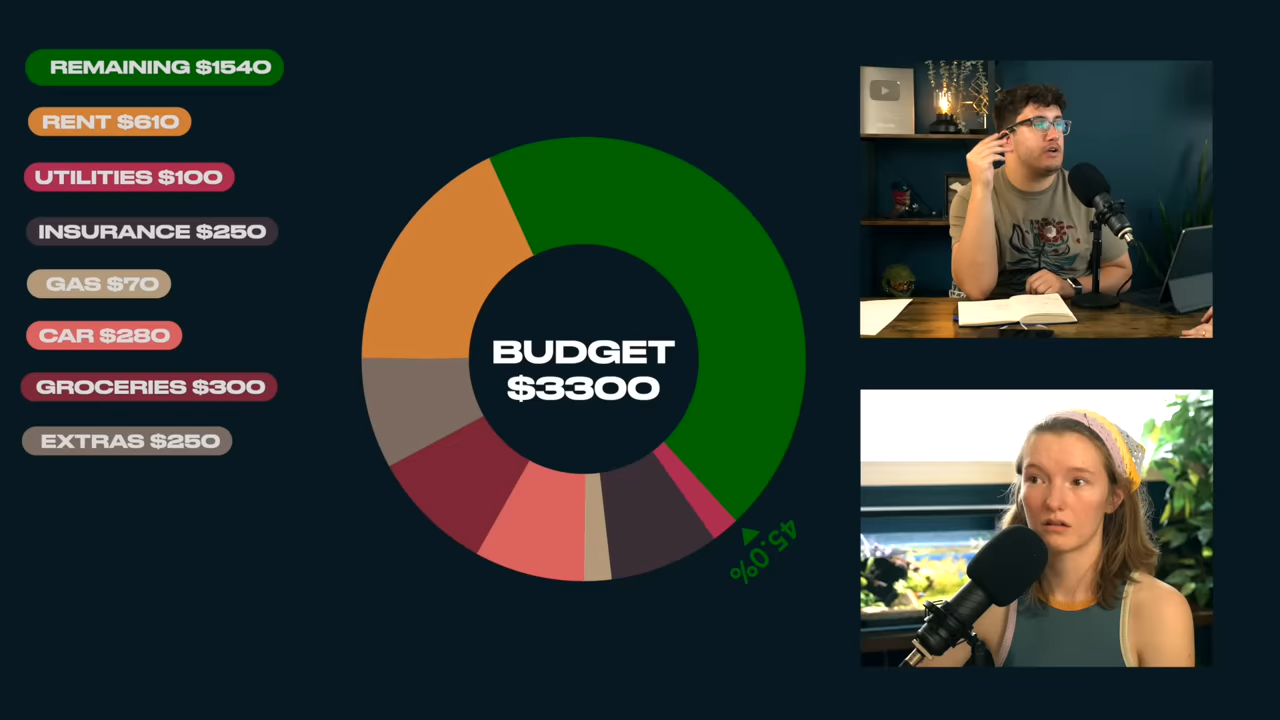 REMAINING $1540
RENT $610
UTILITIES $100
INSURANCE $250
GAS $70
CAR $280
GROCERIES $300
EXTRAS $250
BUDGET
$3300
45.0%